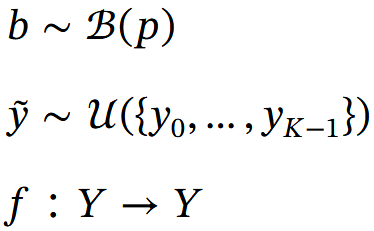 b ∼ ℬ(p)
ỹ ∼ 𝒰({y₀, … , y_{K−1}})
f : Y → Y